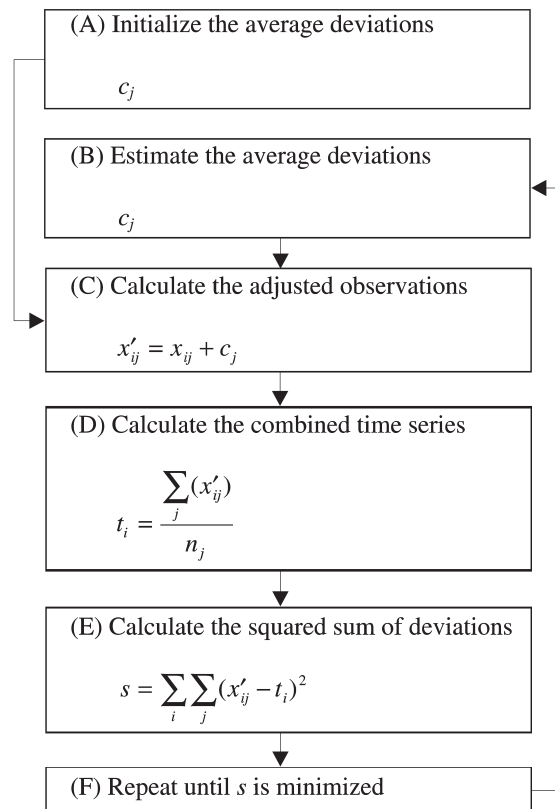 (A) Initialize the average deviations
c_j
(B) Estimate the average deviations
c_j
(C) Calculate the adjusted observations
x′_ij = x_ij + c_j
(D) Calculate the combined time series
t_i = ∑_j (x′_ij) / n_j
(E) Calculate the squared sum of deviations
s = ∑_i ∑_j (x′_ij − t_i)²
(F) Repeat until s is minimized